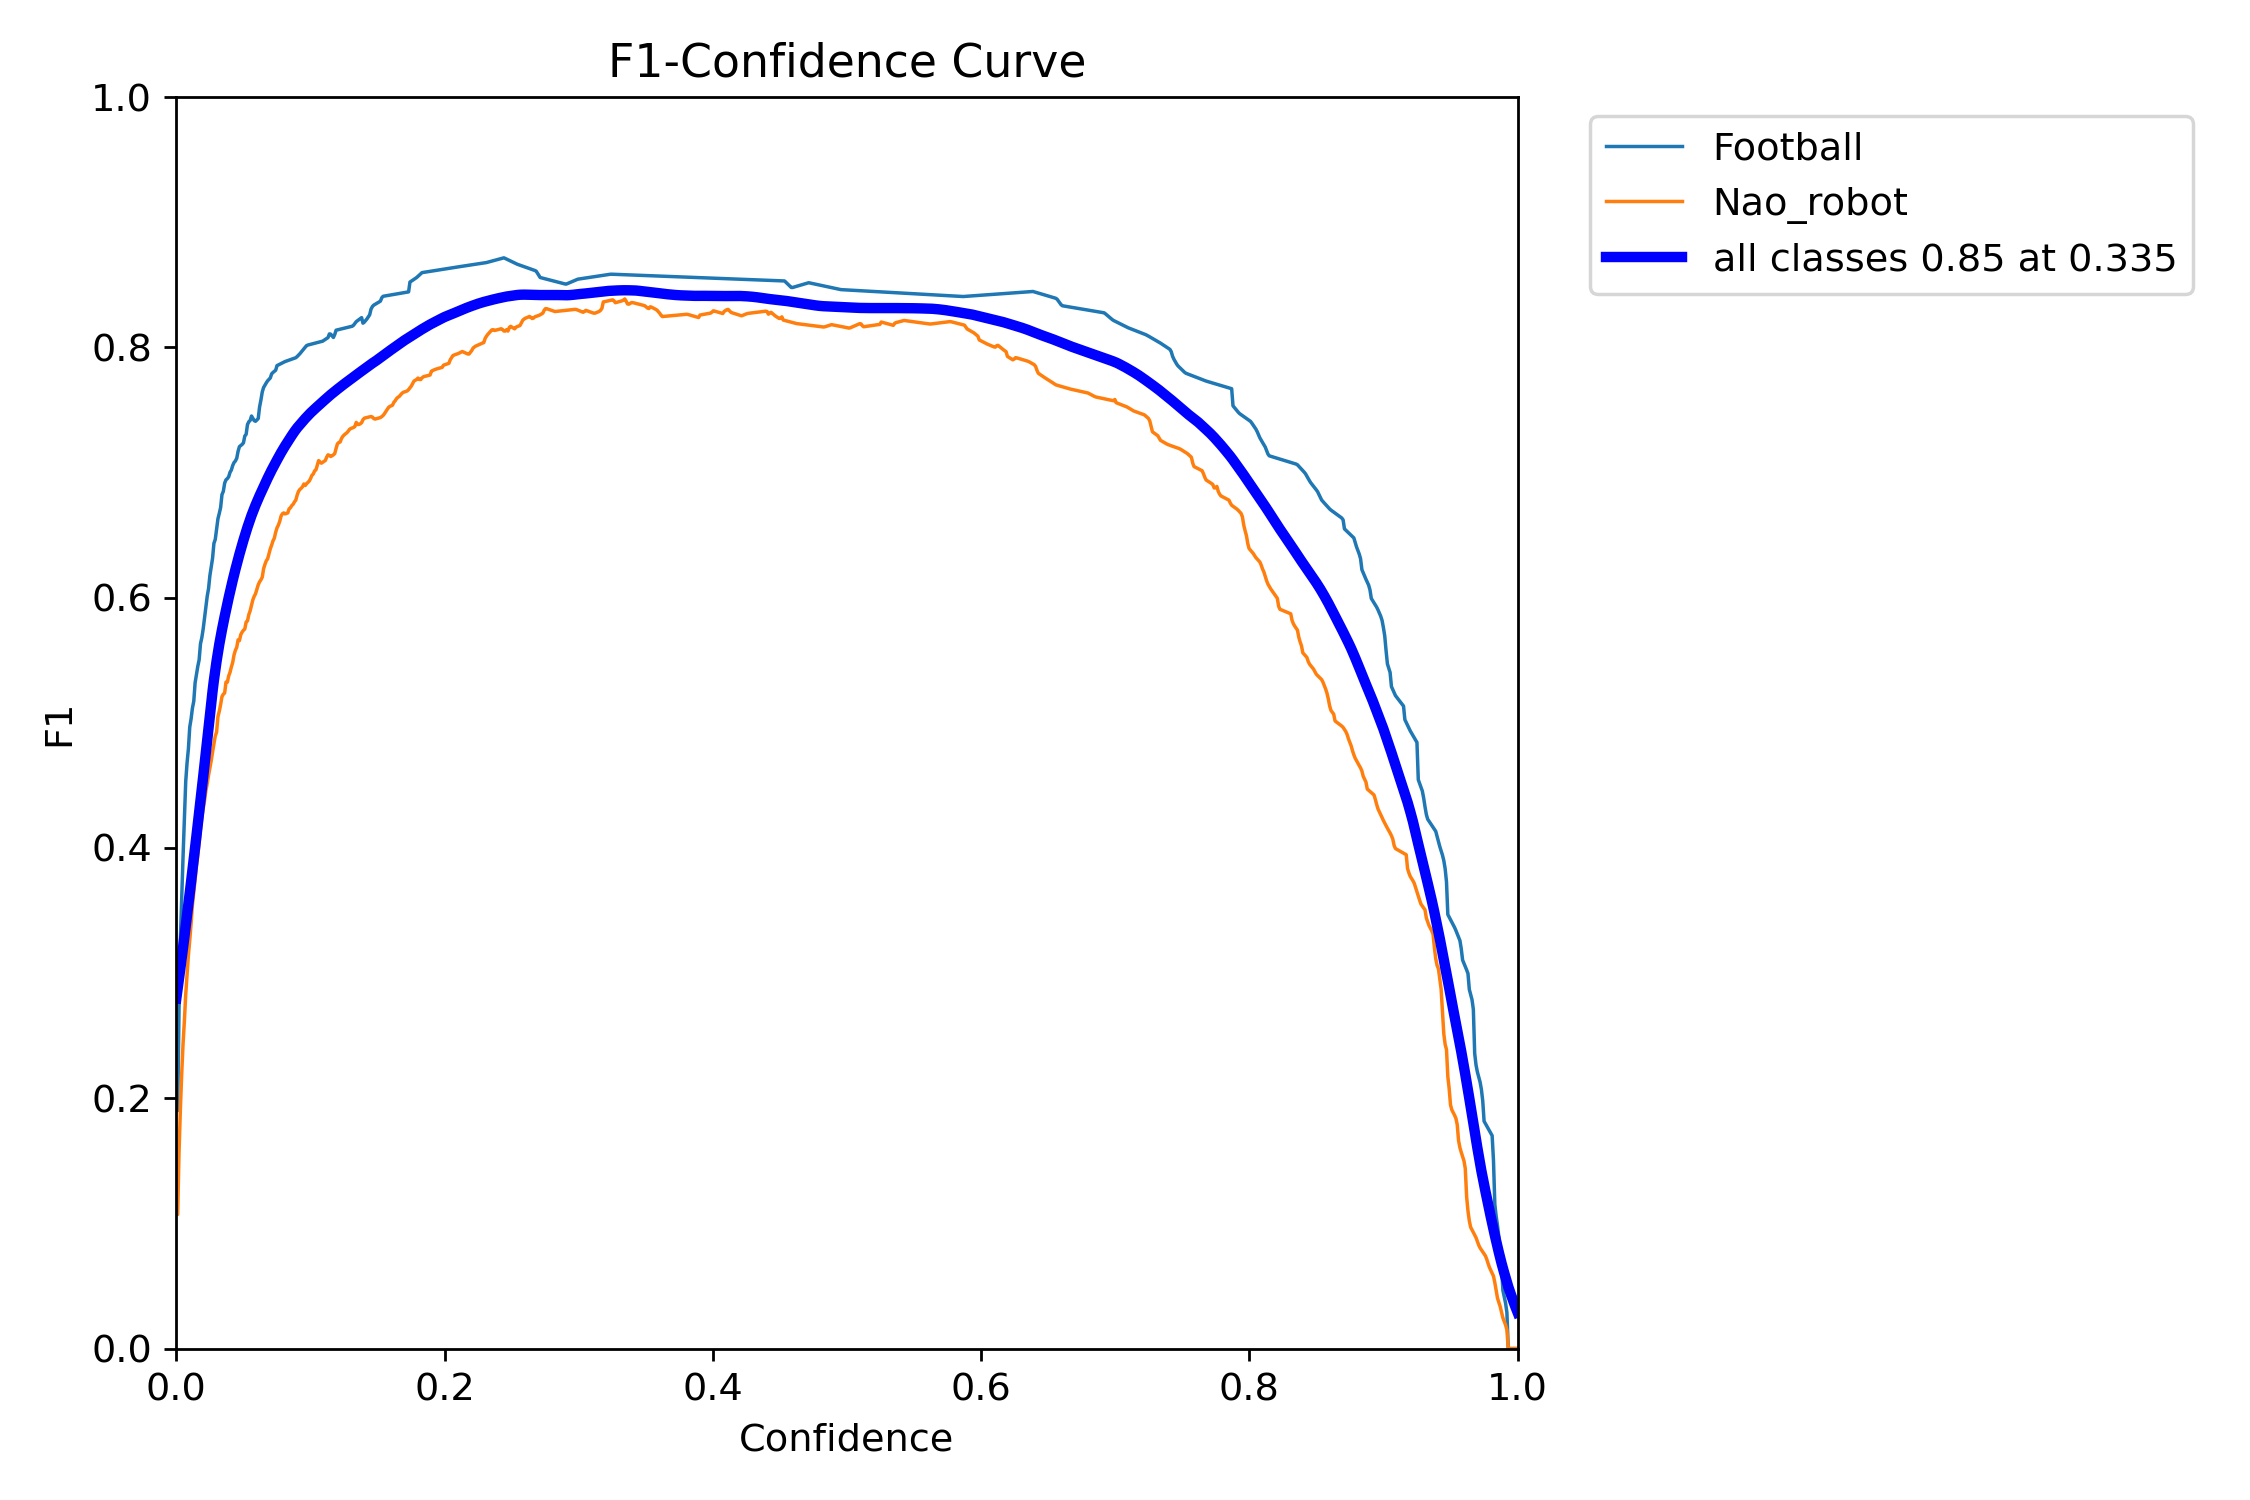 F1-Confidence Curve
1.0
0.8
0.6
0.4
0.2
0.0
F1
0.0 0.2 0.4 0.6 0.8 1.0
Confidence
Football
Nao_robot
all classes 0.85 at 0.335